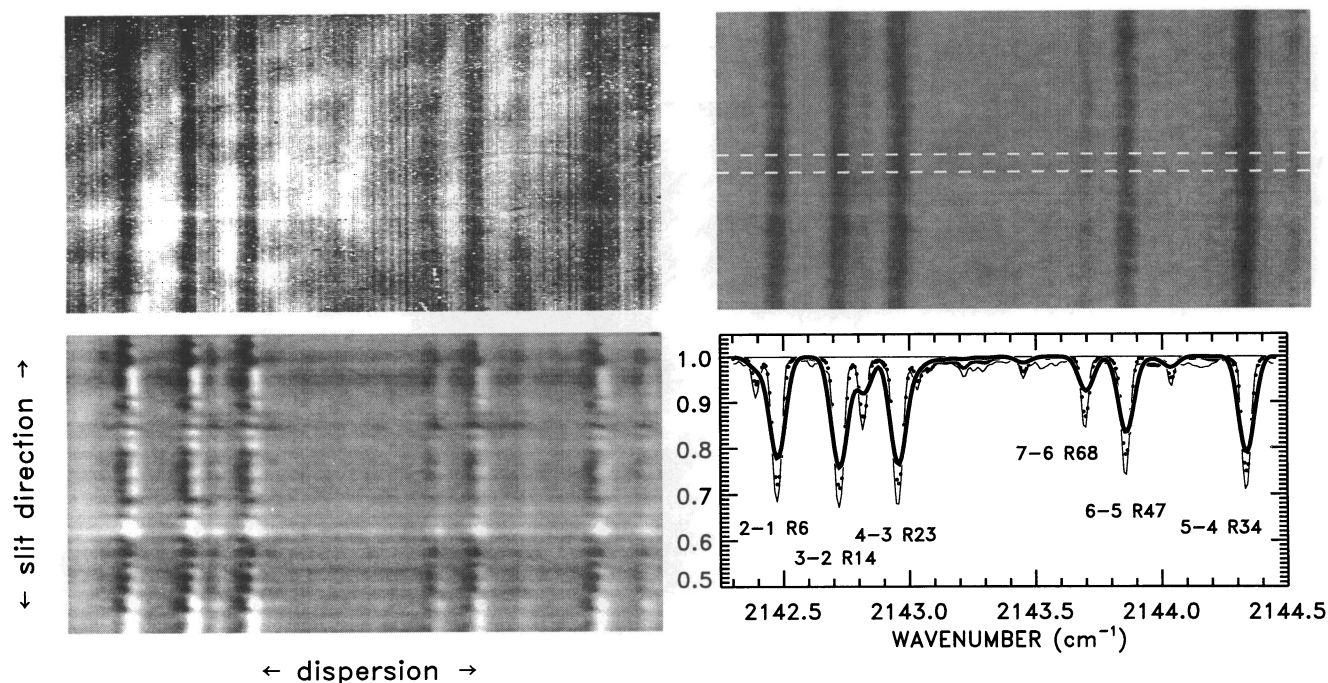 ← slit direction →
← dispersion →
1.0
0.9
0.8
0.7
0.6
0.5
7-6 R68
6-5 R47
2-1 R6
4-3 R23
5-4 R34
3-2 R14
2142.5 2143.0 2143.5 2144.0 2144.5
WAVENUMBER (cm⁻¹)